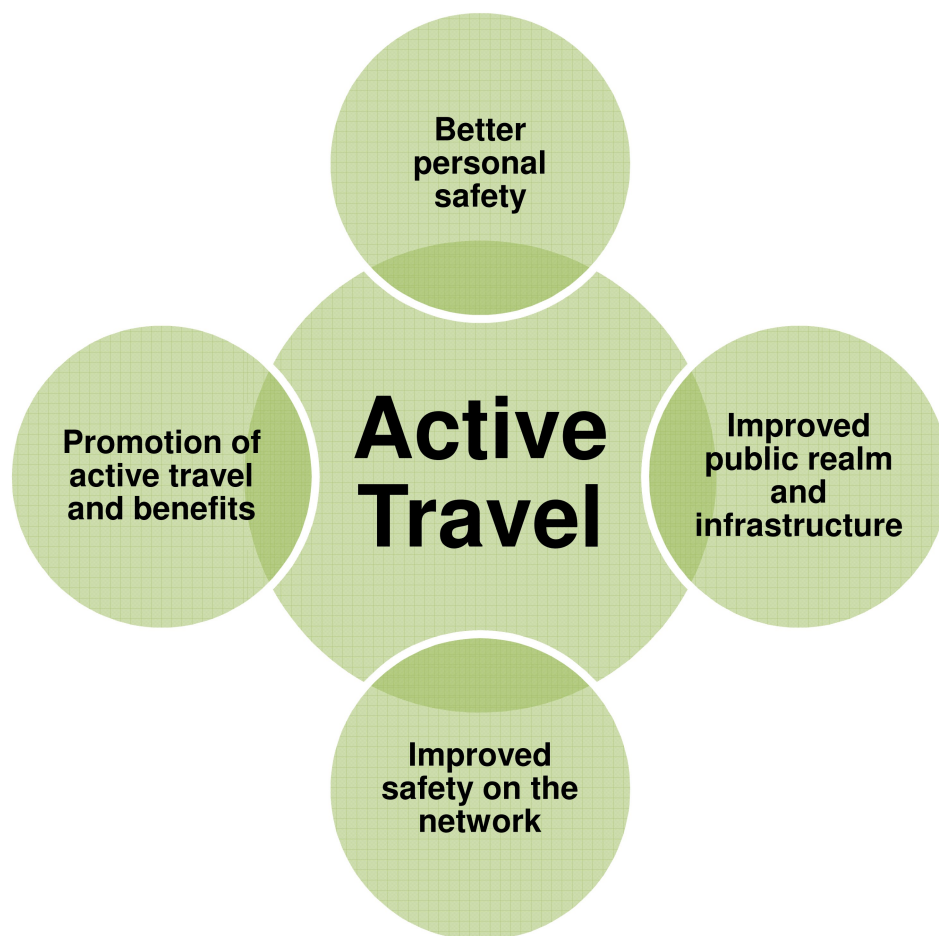 Better
personal
safety
Promotion of
active travel
and benefits
Active
Travel
Improved
public realm
and
infrastructure
Improved
safety on the
network